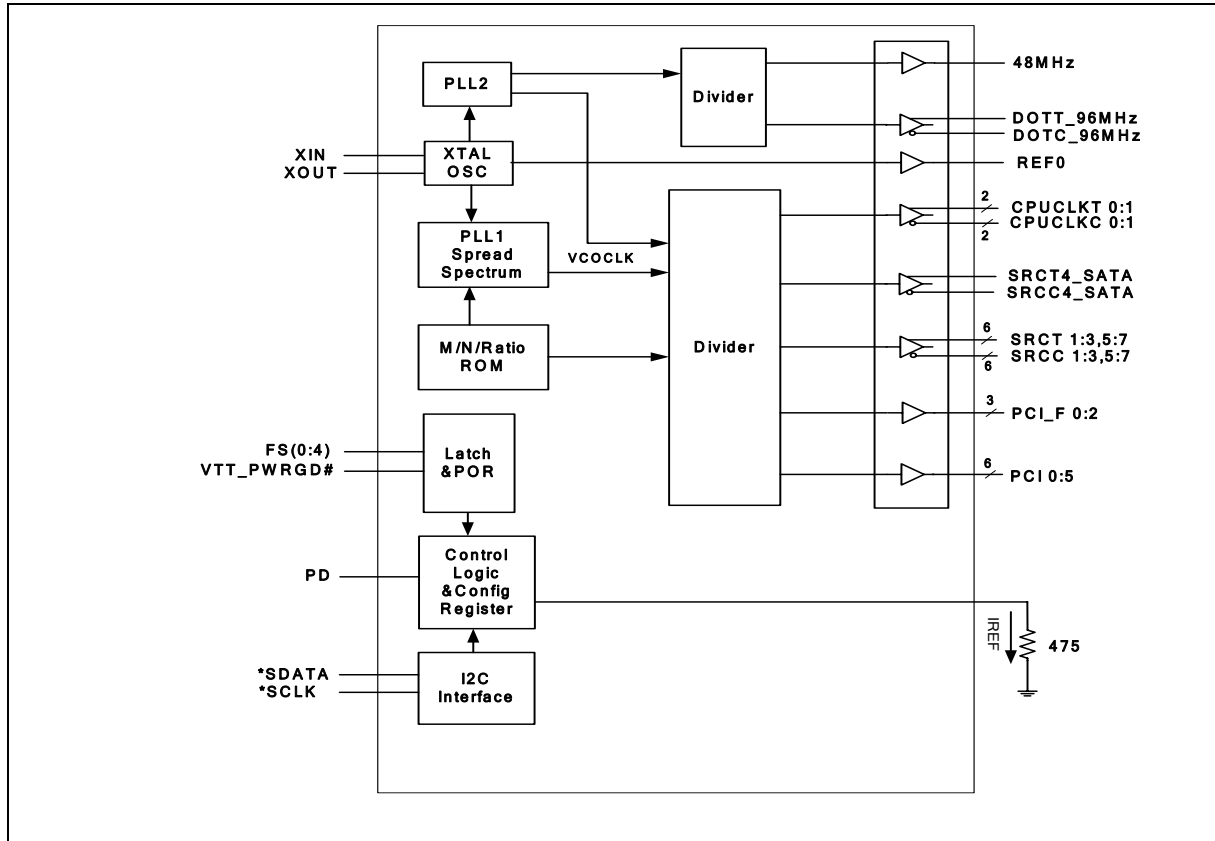 48MHz
PLL2
Divider
DOTT_96MHz
DOTC_96MHz
XIN
XOUT
XTAL
OSC
REF0
2
CPUCLKT 0:1
CPUCLKC 0:1
2
PLL1
Spread
Spectrum
VCOCLK
SRCT4_SATA
SRCC4_SATA
M/N/Ratio
ROM
Divider
6
SRCT 1:3,5:7
SRCC 1:3,5:7
6
3
PCI_F 0:2
FS(0:4)
VTT_PWRGD#
Latch
&POR
6
PCI 0:5
PD
Control
Logic
&Config
Register
IREF
475
*SDATA
*SCLK
I2C
Interface